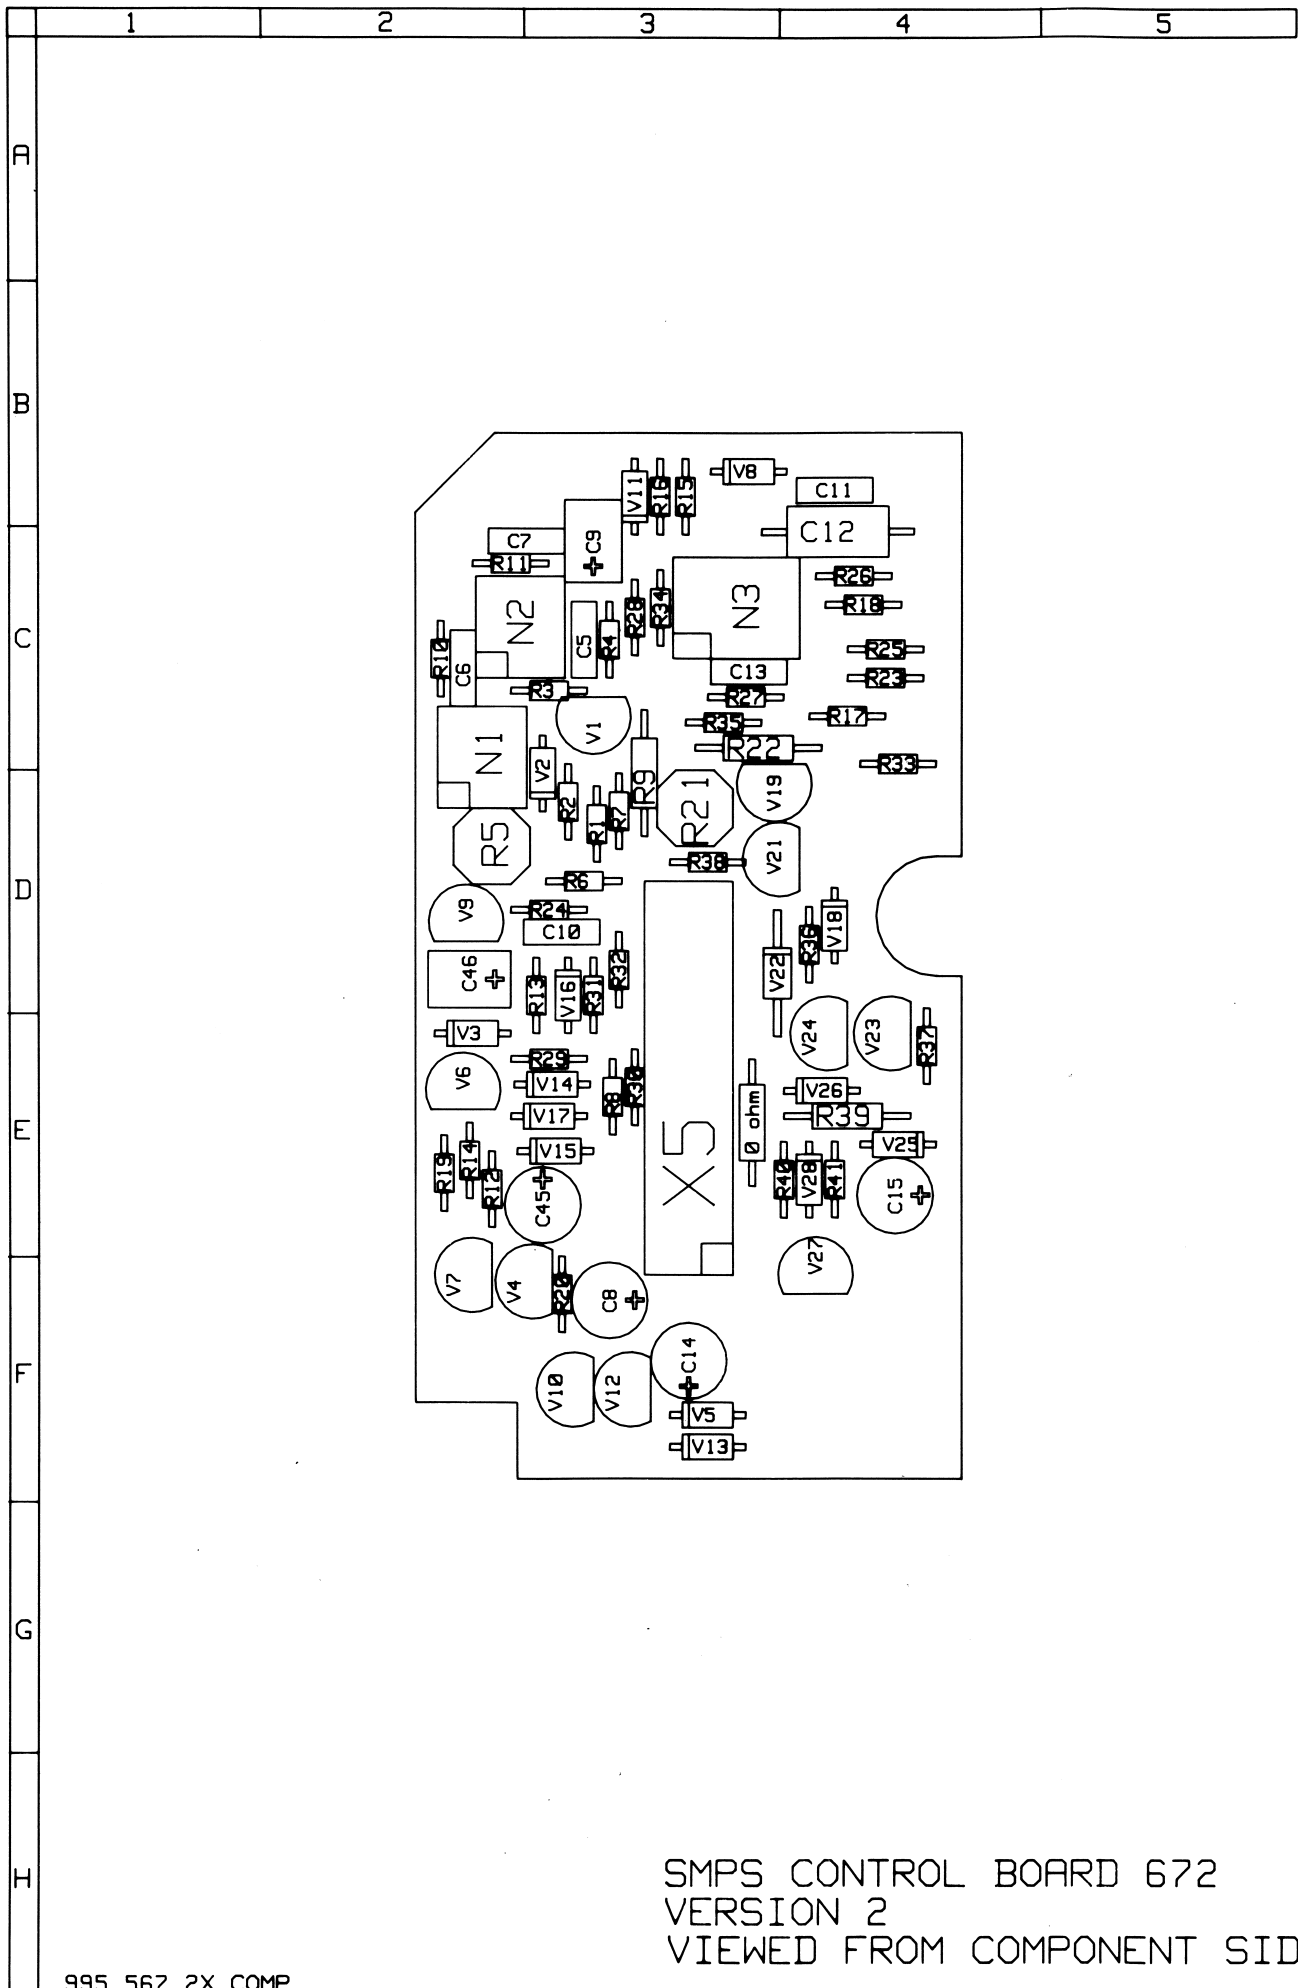 1 2 3 4 5
A
B
V11 R16 R15 V8 C11
C7 C9 C12
R11 R26
N2 C5 R4 R28 R34 N3 R18
C
R10 C6 R25
C13 R23
R3 R27
V1 R35 R17
N1 V2 R9 R22 R33
R2 R1 R7 R21 V19
R5 R38 V21
D
R6
V9 R24
C10 R36 V18
C46 R13 V16 R31 R32 V22
V3 V24 V23 R37
V6 R29
V14 R8 R30 V26
E
V17 0 ohm R39
V15 V25
R19 R14 R12 C45 X5 R40 V28 R41 C15
V7 V4 R20 C8 V27
F
V10 V12 C14
V5
V13
G
H
SMPS CONTROL BOARD 672
VERSION 2
VIEWED FROM COMPONENT SID
995 567 2X COMP